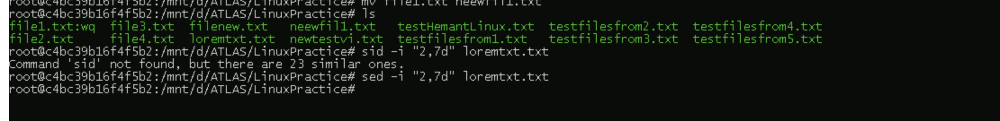 root@c4bc39b16f4f5b2:/mnt/d/ATLAS/LinuxPractice# mv file1.txt neewfil1.txt
root@c4bc39b16f4f5b2:/mnt/d/ATLAS/LinuxPractice# ls
file1.txt:wq  file3.txt  filenew.txt   neewfil1.txt   testHemantLinux.txt  testfilesfrom2.txt  testfilesfrom4.txt
file2.txt     file4.txt  loremtxt.txt  newtestvi.txt  testfilesfrom1.txt   testfilesfrom3.txt  testfilesfrom5.txt
root@c4bc39b16f4f5b2:/mnt/d/ATLAS/LinuxPractice# sid -i "2,7d" loremtxt.txt
Command 'sid' not found, but there are 23 similar ones.
root@c4bc39b16f4f5b2:/mnt/d/ATLAS/LinuxPractice# sed -i "2,7d" loremtxt.txt
root@c4bc39b16f4f5b2:/mnt/d/ATLAS/LinuxPractice#